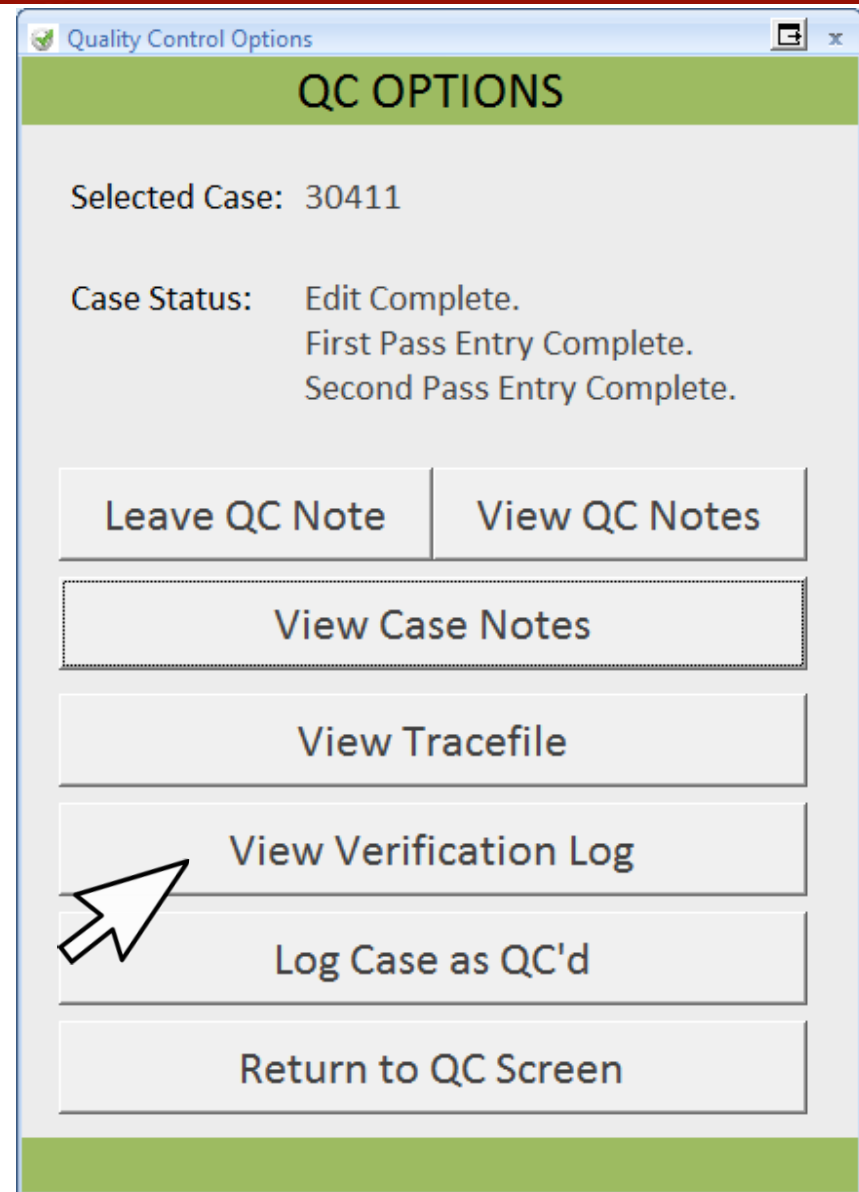 Quality Control Options
x
QC OPTIONS
Selected Case: 30411
Case Status: Edit Complete.
First Pass Entry Complete.
Second Pass Entry Complete.
Leave QC Note View QC Notes
View Case Notes
View Tracefile
View Verification Log
Log Case as QC'd
Return to QC Screen